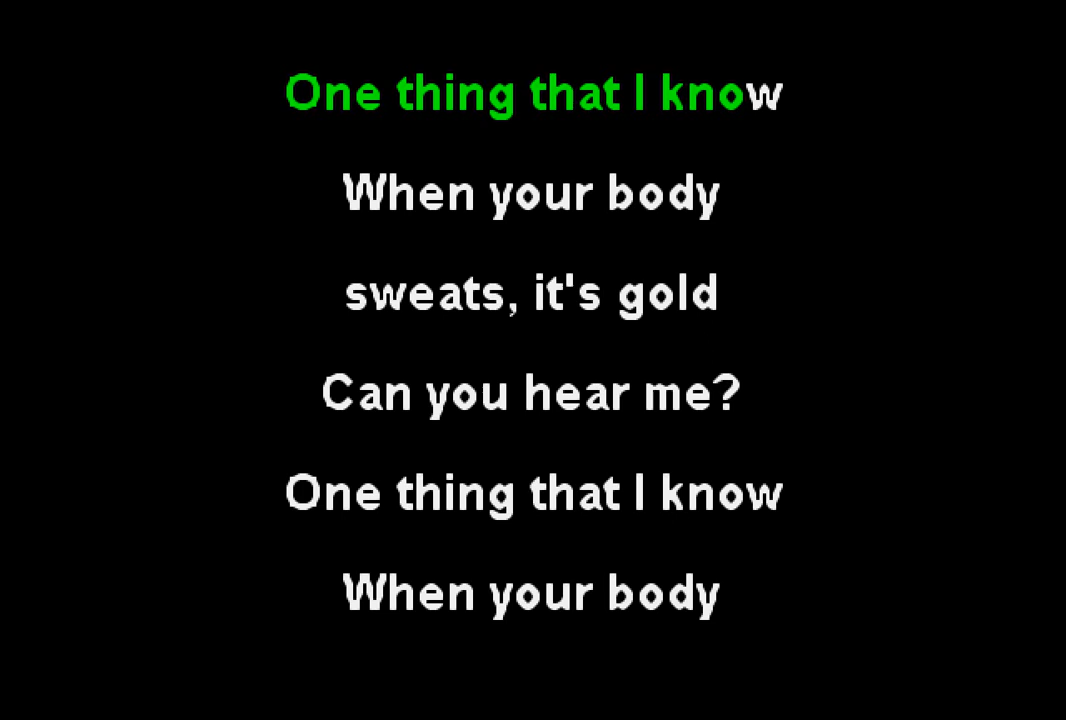 One thing that I know
When your body
sweats, it's gold
Can you hear me?
One thing that I know
When your body